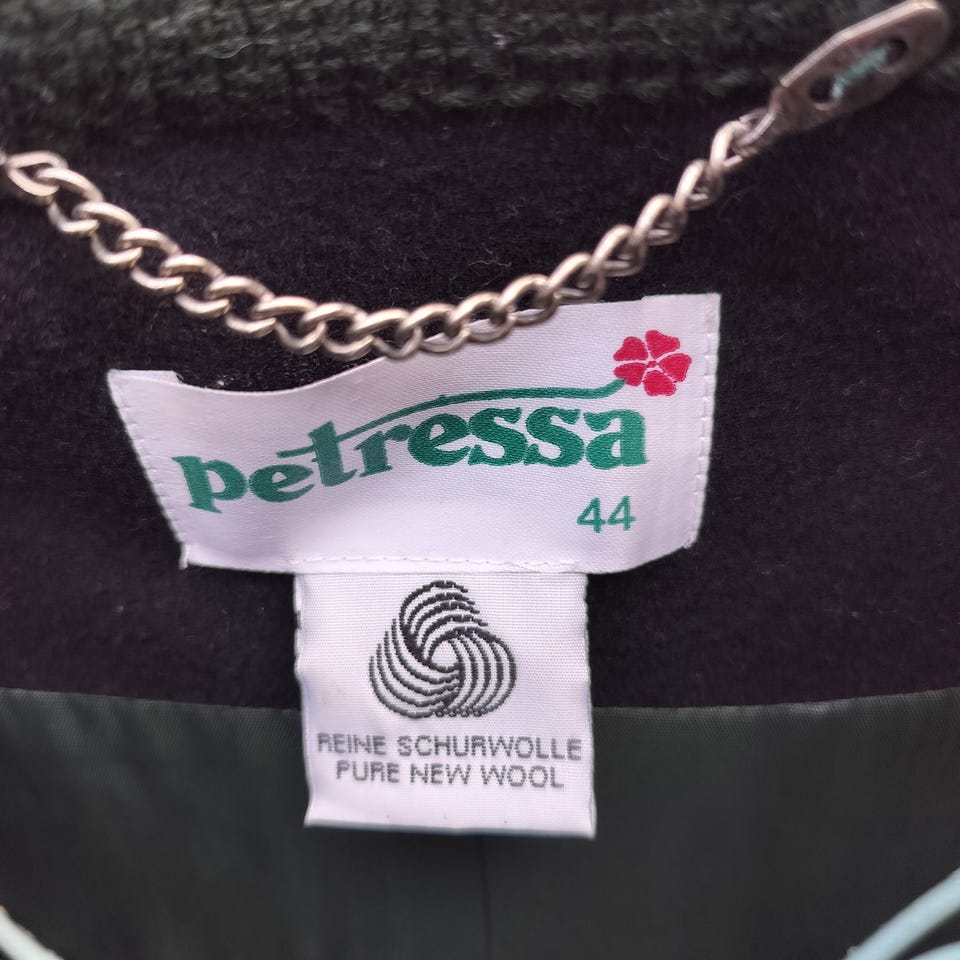 petressa
44
REINE SCHURWOLLE
PURE NEW WOOL